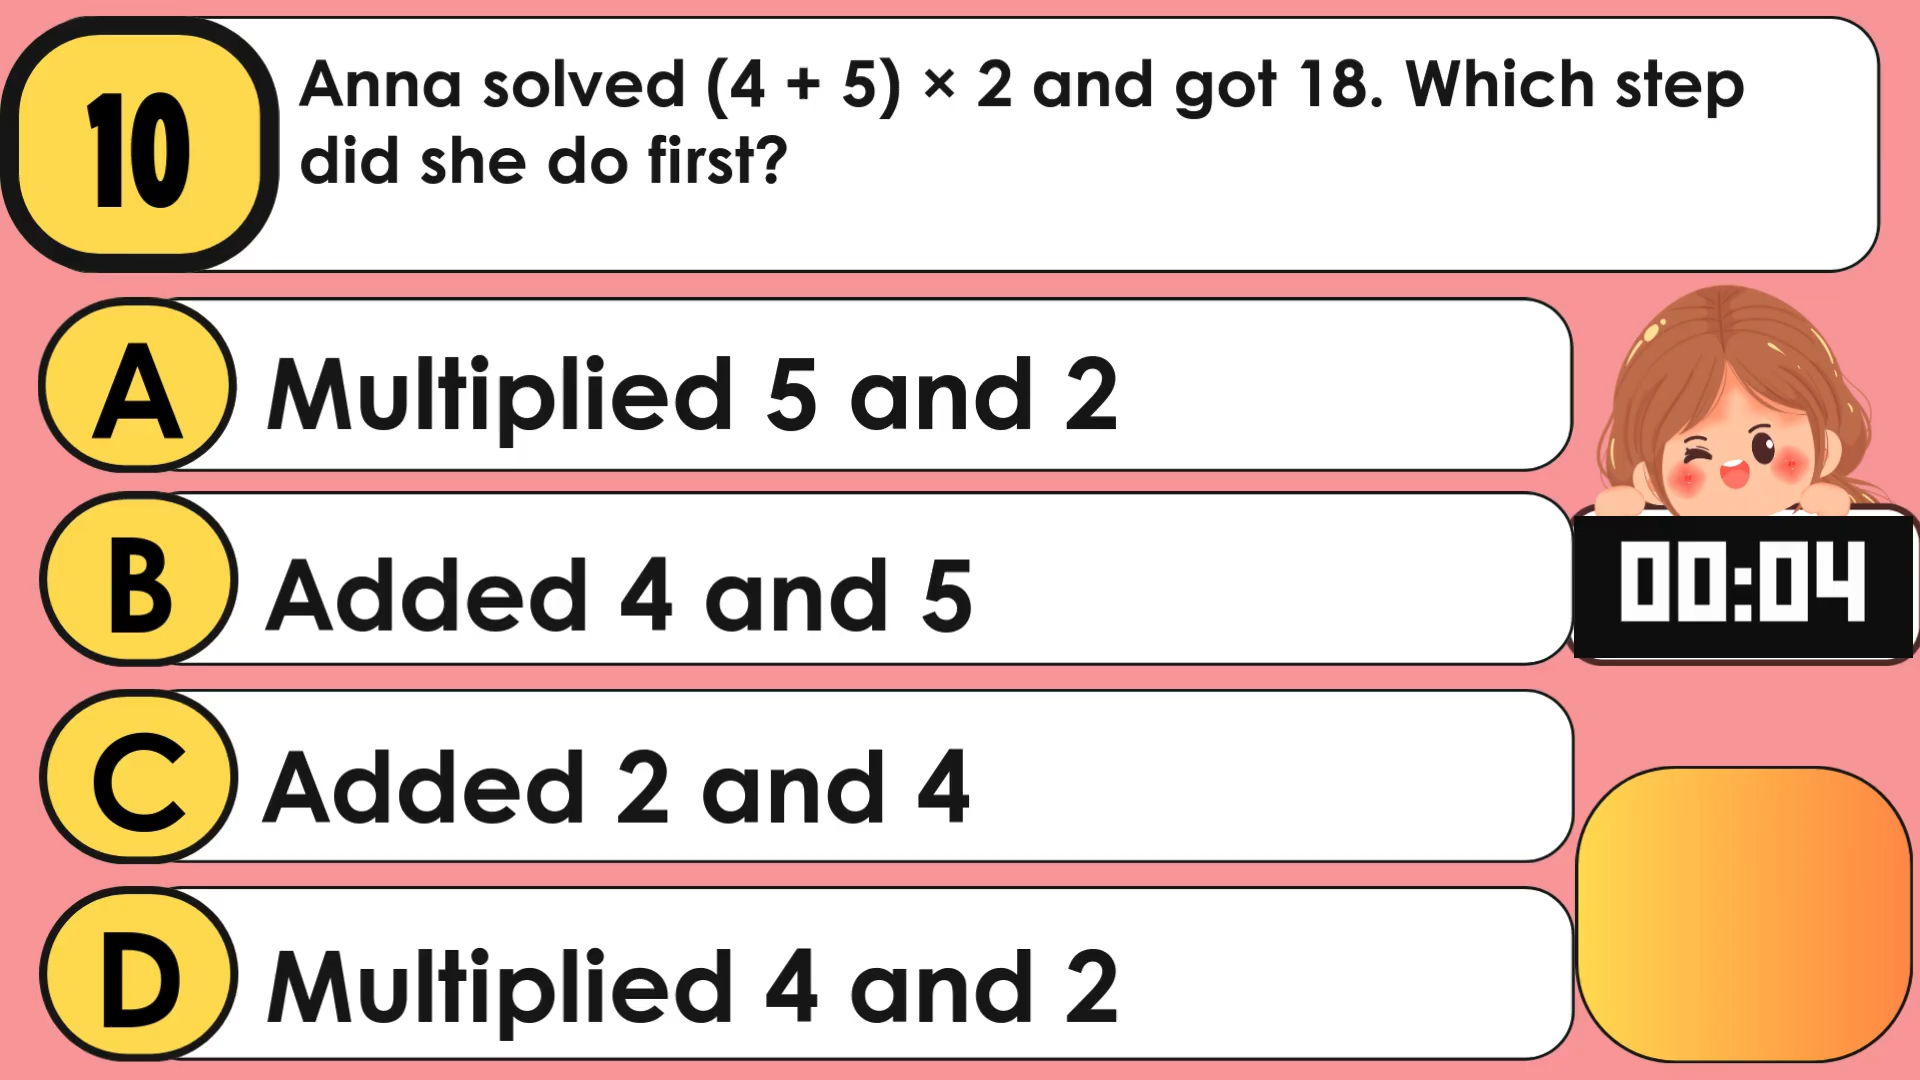 10
Anna solved (4 + 5) × 2 and got 18. Which step
did she do first?
A
Multiplied 5 and 2
B
Added 4 and 5
00:04
C
Added 2 and 4
D
Multiplied 4 and 2